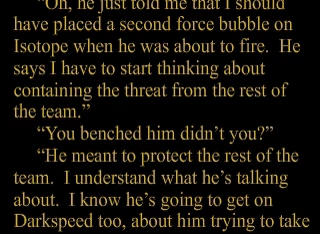 “Oh, he just told me that I should
have placed a second force bubble on
Isotope when he was about to fire.  He
says I have to start thinking about
containing the threat from the rest of
the team.”
“You benched him didn’t you?”
“He meant to protect the rest of the
team.  I understand what he’s talking
about.  I know he’s going to get on
Darkspeed too, about him trying to take